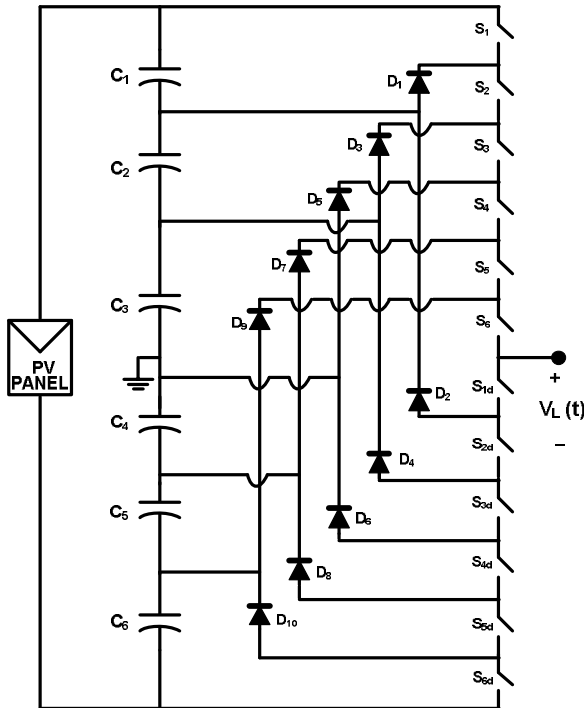 S1
C1
D1
S2
D3
S3
C2
D5
S4
D7
S5
C3
D9
S6
PV
PANEL
S1d
+
VL (t)
–
D2
C4
S2d
D4
S3d
C5
D6
S4d
D8
C6
D10
S5d
S6d